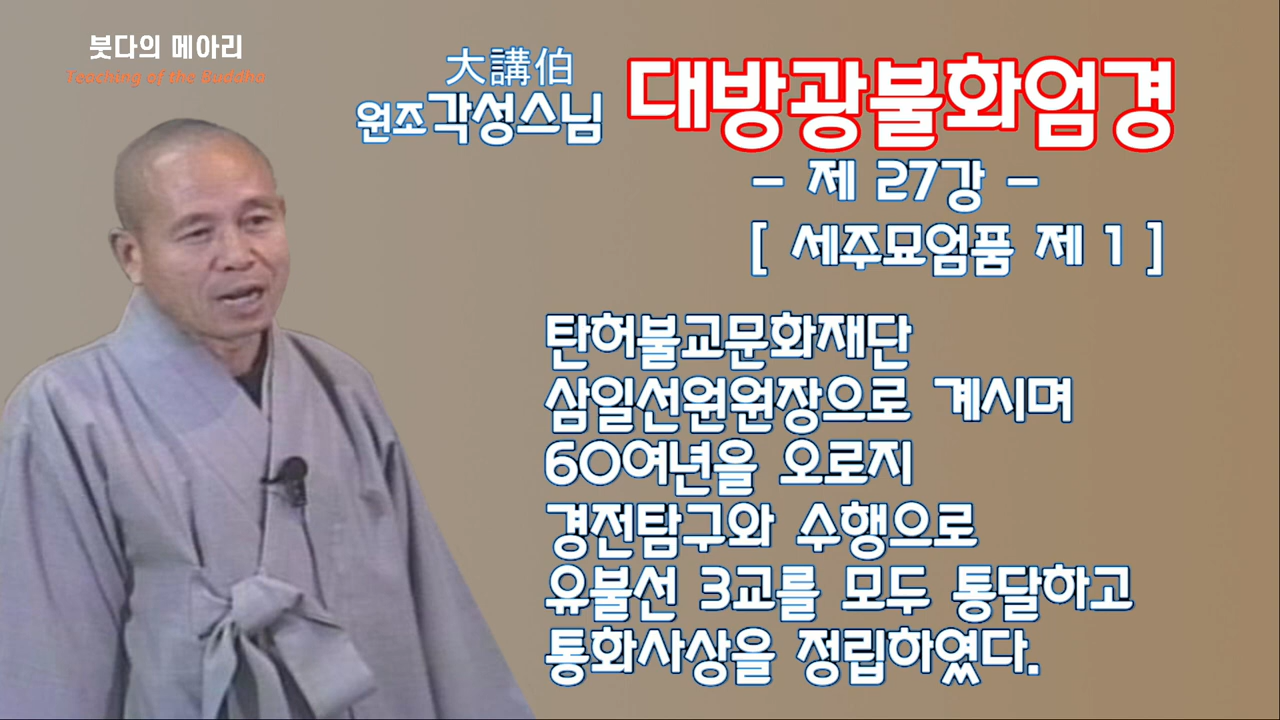 붓다의 메아리
Teaching of the Buddha
大講伯
원조각성스님
대방광불화엄경
- 제 27강 -
[ 세주묘엄품 제 1 ]
탄허불교문화재단
삼일선원원장으로 계시며
60여년을 오로지
경전탐구와 수행으로
유불선 3교를 모두 통달하고
통화사상을 정립하였다.